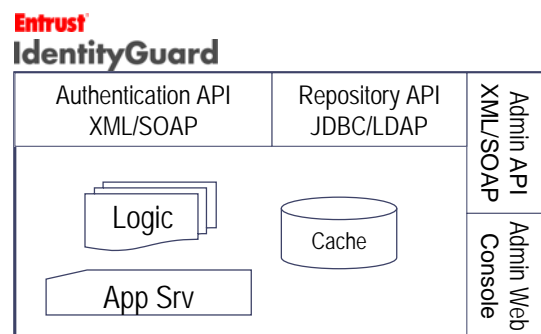 Entrust
IdentityGuard
Authentication API
XML/SOAP
Repository API
JDBC/LDAP
Admin API
XML/SOAP
Logic
Cache
App Srv
Admin Web
Console